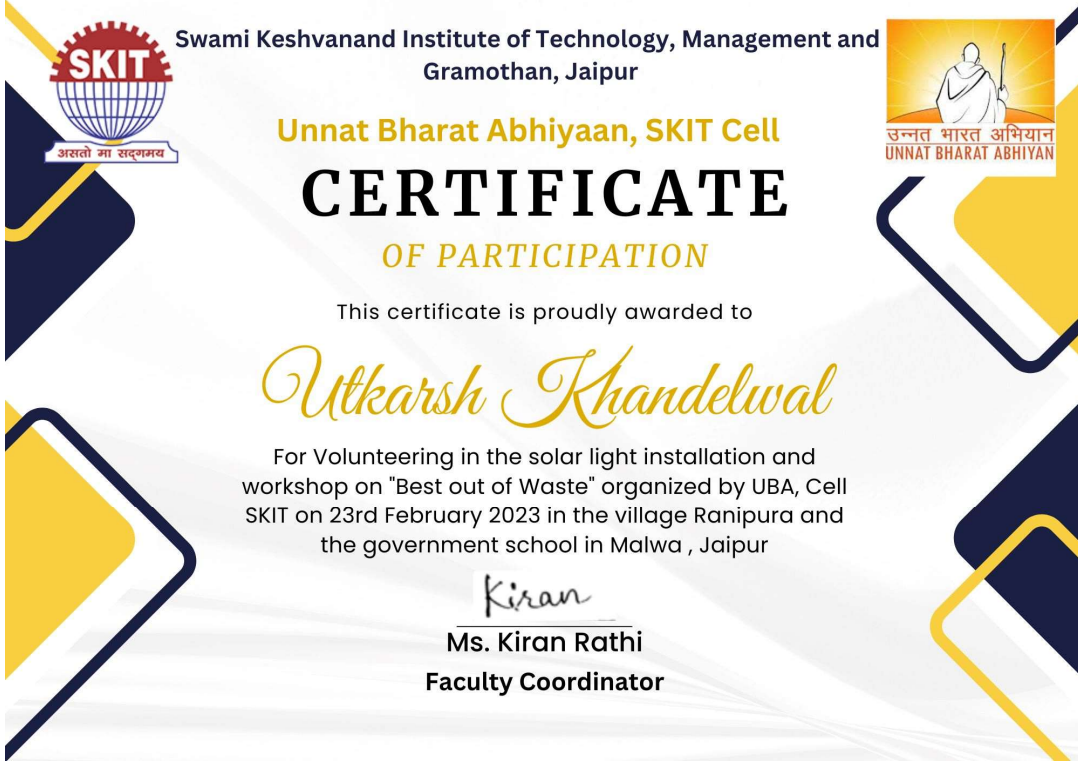 SKIT
असतो मा सद्गमय
Swami Keshvanand Institute of Technology, Management and
Gramothan, Jaipur
उन्नत भारत अभियान
UNNAT BHARAT ABHIYAN
Unnat Bharat Abhiyaan, SKIT Cell
CERTIFICATE
OF PARTICIPATION
This certificate is proudly awarded to
Utkarsh Khandelwal
For Volunteering in the solar light installation and
workshop on "Best out of Waste" organized by UBA, Cell
SKIT on 23rd February 2023 in the village Ranipura and
the government school in Malwa , Jaipur
Kiran
Ms. Kiran Rathi
Faculty Coordinator